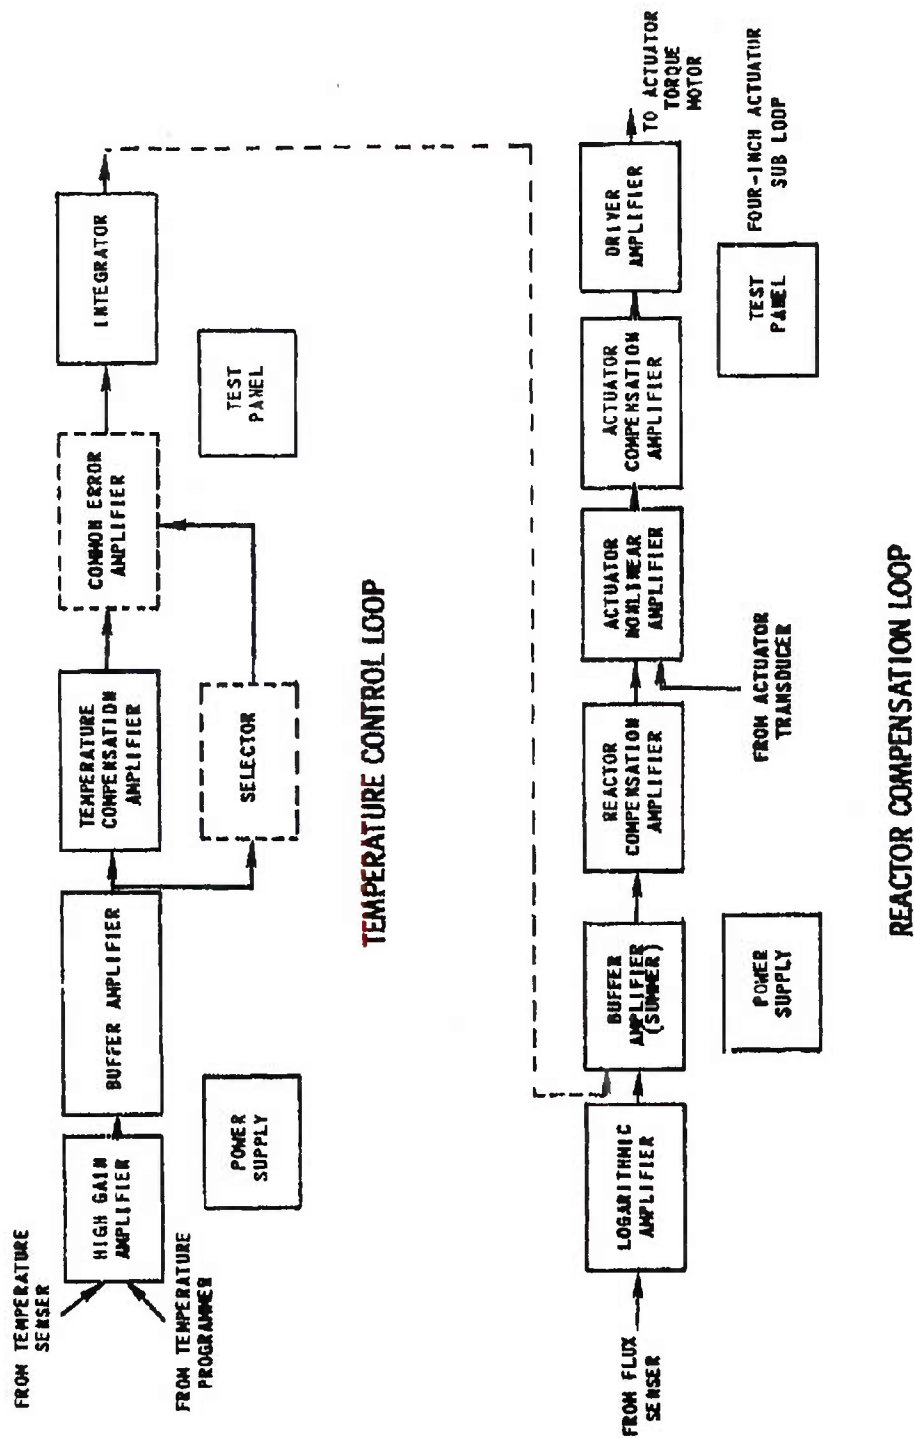 FROM TEMPERATURE
SENSER
FROM TEMPERATURE
PROGRAMMER
HIGH GAIN
AMPLIFIER
BUFFER AMPLIFIER
TEMPERATURE
COMPENSATION
AMPLIFIER
COMMON ERROR
AMPLIFIER
INTEGRATOR
POWER
SUPPLY
SELECTOR
TEST
PANEL
TEMPERATURE CONTROL LOOP
FROM FLUX
SENSER
LOGARITHMIC
AMPLIFIER
BUFFER
AMPLIFIER
(SUMMER)
REACTOR
COMPENSATION
AMPLIFIER
ACTUATOR
NONLINEAR
AMPLIFIER
ACTUATOR
COMPENSATION
AMPLIFIER
DRIVER
AMPLIFIER
TO ACTUATOR
TORQUE
MOTOR
POWER
SUPPLY
FROM ACTUATOR
TRANSDUCER
TEST
PANEL
FOUR-INCH ACTUATOR
SUB LOOP
REACTOR COMPENSATION LOOP